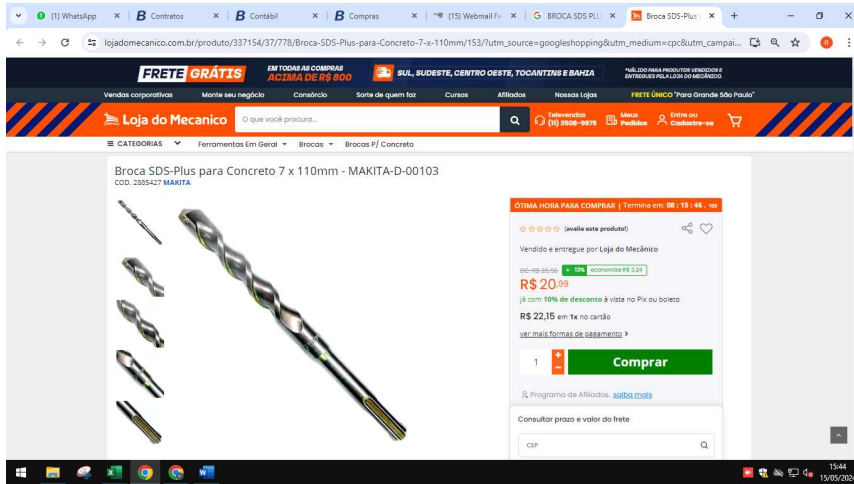 (1) WhatsApp
Contratos
Contábil
Compras
(15) Webmail Fe
BROCA SDS PLU
Broca SDS-Plus
lojadomecanico.com.br/produto/337154/37/778/Broca-SDS-Plus-para-Concreto-7-x-110mm/153/?utm_source=googleshopping&utm_medium=cpc&utm_campai...
FRETE GRÁTIS
EM TODAS AS COMPRAS
ACIMA DE R$ 800
SUL, SUDESTE, CENTRO OESTE, TOCANTINS E BAHIA
*VÁLIDO PARA PRODUTOS VENDIDOS E
ENTREGUES PELA LOJA DO MECÂNICO.
Vendas corporativas Monte seu negócio Consórcio Sorte de quem faz Cursos Afiliados Nossas Lojas FRETE ÚNICO "Para Grande São Paulo"
Loja do Mecanico
O que você procura...
Televendas
(11) 3508-9979
Meus
Pedidos
Entre ou
Cadastre-se
CATEGORIAS Ferramentas Em Geral Brocas Brocas P/ Concreto
Broca SDS-Plus para Concreto 7 x 110mm - MAKITA-D-00103
COD. 2885427 MAKITA
ÓTIMA HORA PARA COMPRAR | Termina em: 08 : 15 : 46 .
(avalie este produto!)
Vendido e entregue por Loja do Mecânico
13% economize R$ 3,24
R$ 20,99
já com 10% de desconto à vista no Pix ou boleto
R$ 22,15 em 1x no cartão
ver mais formas de pagamento >
1 + - Comprar
Programa de Afiliados. saiba mais
Consultar prazo e valor do frete
CEP
15:44
15/05/2024